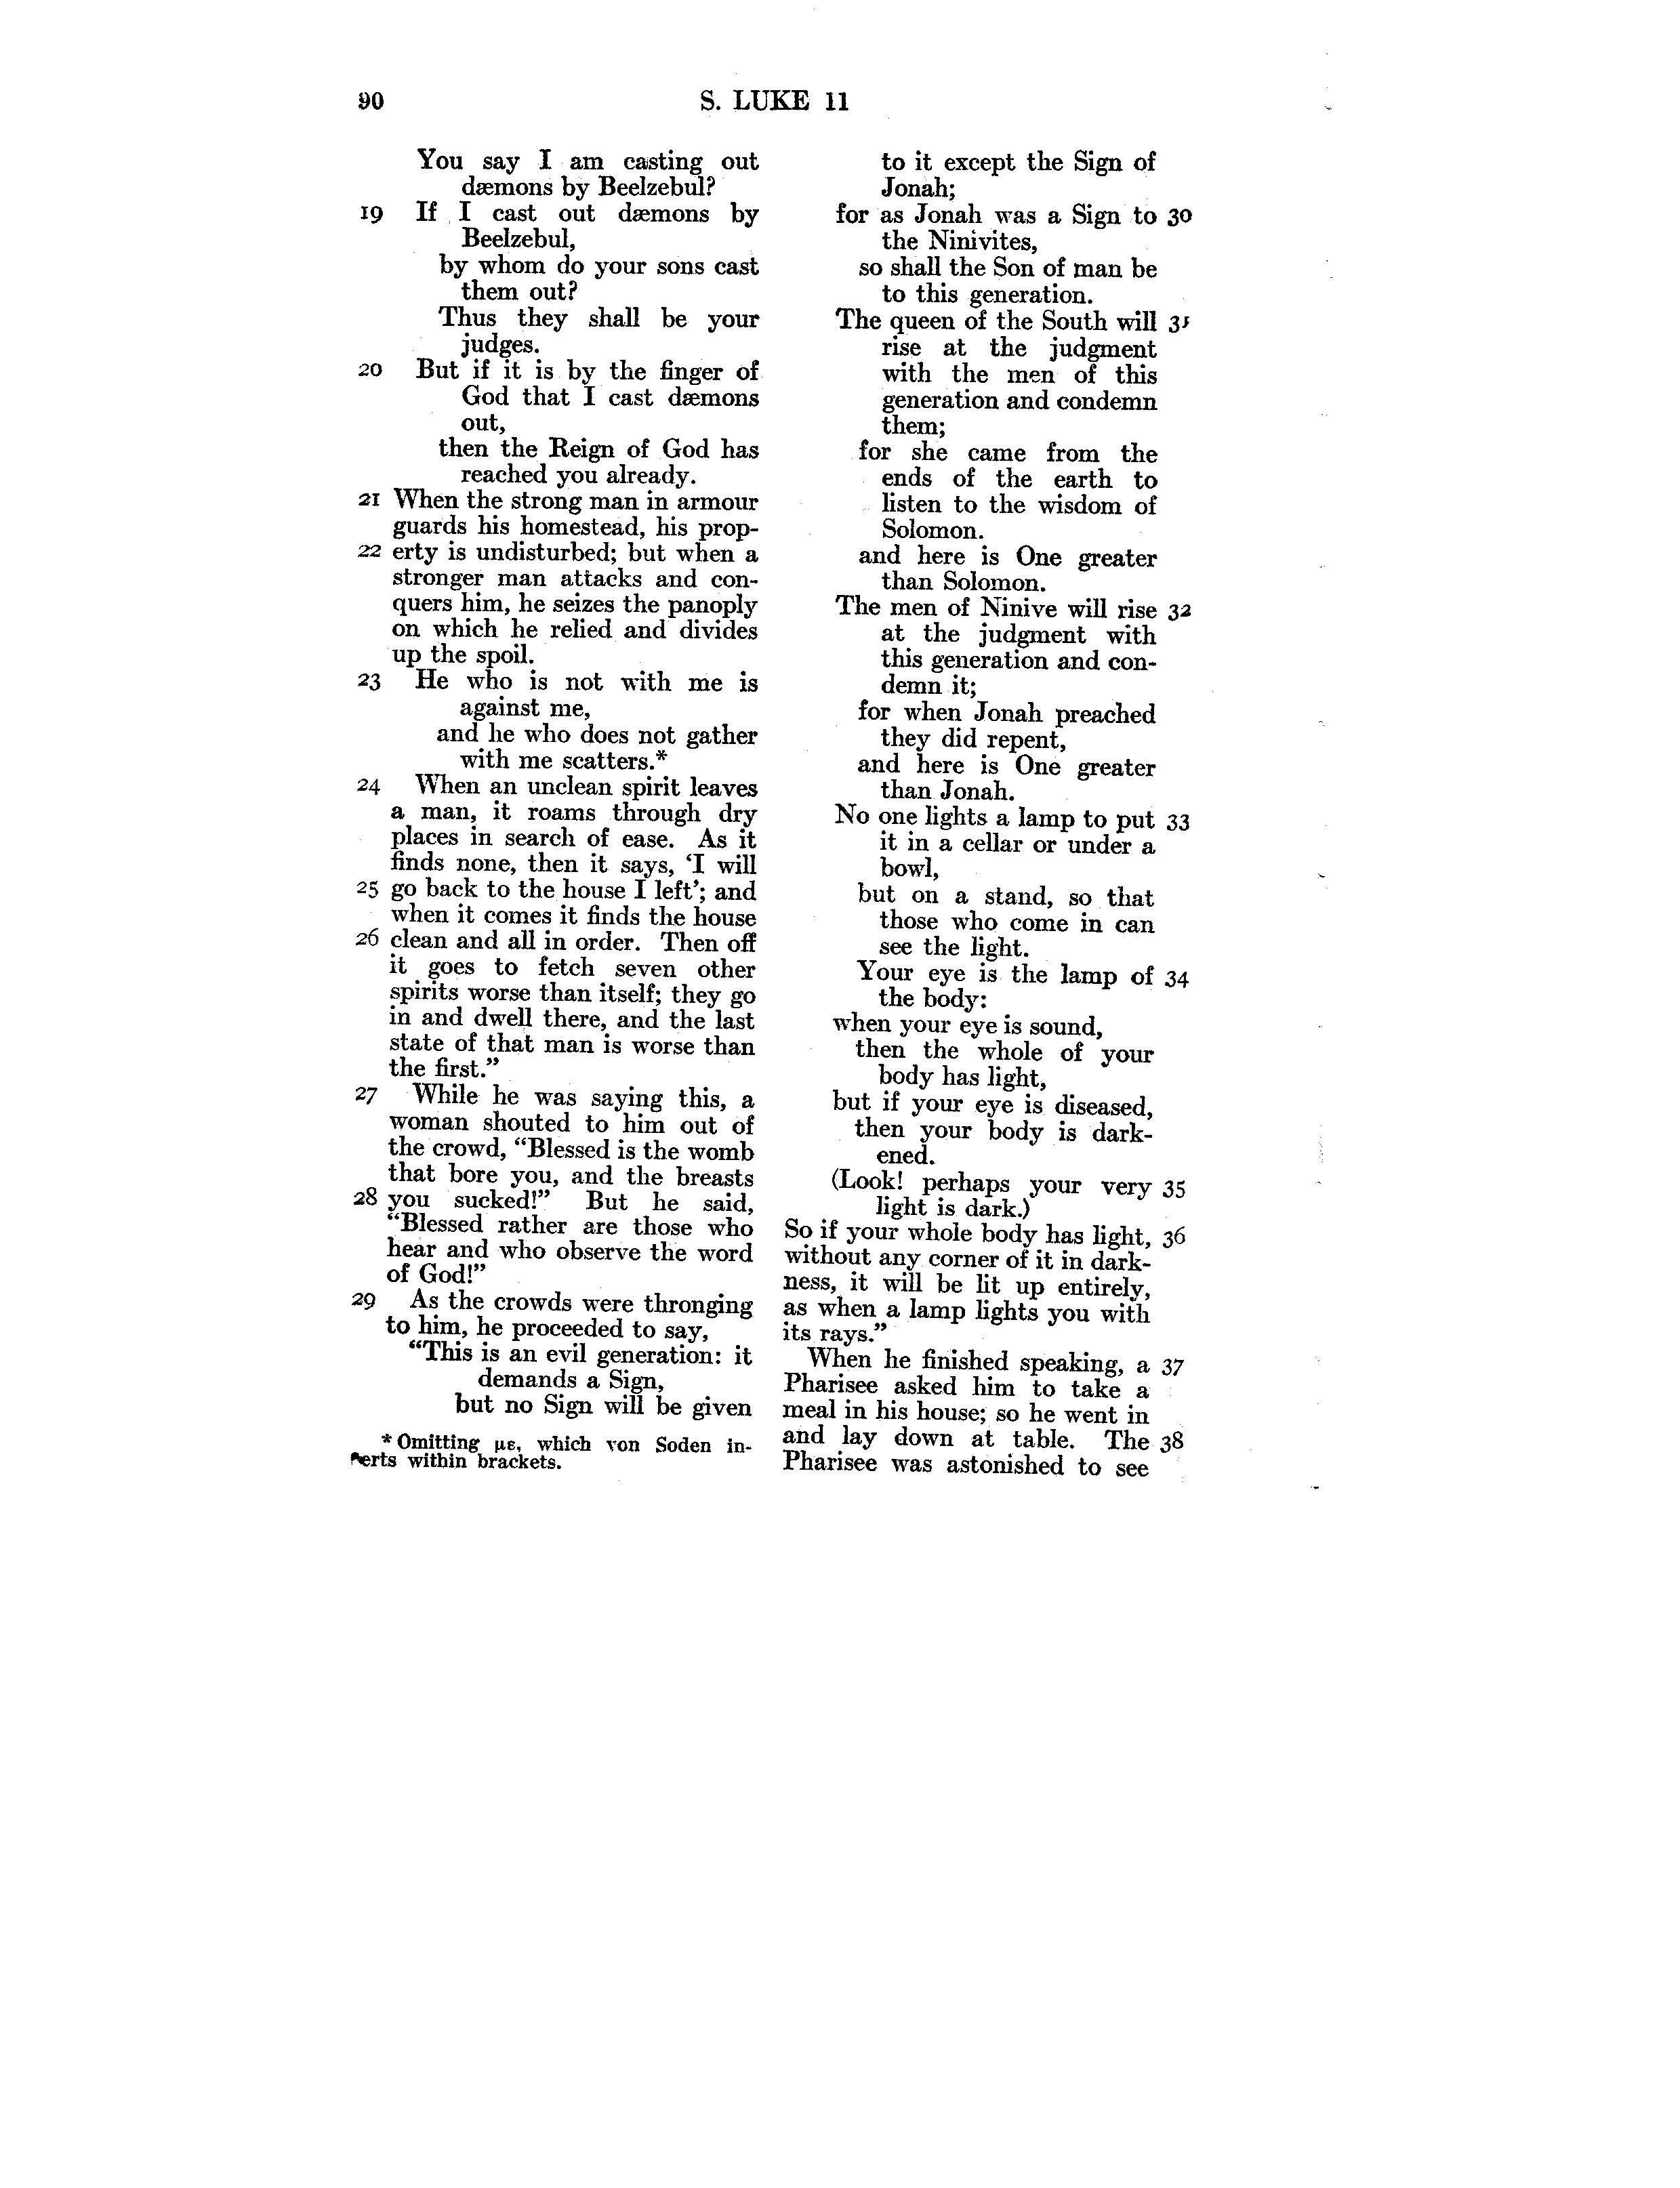 90
S. LUKE 11
You say I am casting out
dæmons by Beelzebul?
19 If I cast out dæmons by
Beelzebul,
by whom do your sons cast
them out?
Thus they shall be your
judges.
20 But if it is by the finger of
God that I cast dæmons
out,
then the Reign of God has
reached you already.
21 When the strong man in armour
guards his homestead, his prop-
22 erty is undisturbed; but when a
stronger man attacks and con-
quers him, he seizes the panoply
on which he relied and divides
up the spoil.
23 He who is not with me is
against me,
and he who does not gather
with me scatters.*
24 When an unclean spirit leaves
a man, it roams through dry
places in search of ease. As it
finds none, then it says, ‘I will
25 go back to the house I left’; and
when it comes it finds the house
26 clean and all in order. Then off
it goes to fetch seven other
spirits worse than itself; they go
in and dwell there, and the last
state of that man is worse than
the first.”
27 While he was saying this, a
woman shouted to him out of
the crowd, “Blessed is the womb
that bore you, and the breasts
28 you sucked!” But he said,
“Blessed rather are those who
hear and who observe the word
of God!”
29 As the crowds were thronging
to him, he proceeded to say,
“This is an evil generation: it
demands a Sign,
but no Sign will be given
* Omitting με, which von Soden in-
serts within brackets.
to it except the Sign of
Jonah;
for as Jonah was a Sign to 30
the Ninivites,
so shall the Son of man be
to this generation.
The queen of the South will 31
rise at the judgment
with the men of this
generation and condemn
them;
for she came from the
ends of the earth to
listen to the wisdom of
Solomon.
and here is One greater
than Solomon.
The men of Ninive will rise 32
at the judgment with
this generation and con-
demn it;
for when Jonah preached
they did repent,
and here is One greater
than Jonah.
No one lights a lamp to put 33
it in a cellar or under a
bowl,
but on a stand, so that
those who come in can
see the light.
Your eye is the lamp of 34
the body:
when your eye is sound,
then the whole of your
body has light,
but if your eye is diseased,
then your body is dark-
ened.
(Look! perhaps your very 35
light is dark.)
So if your whole body has light, 36
without any corner of it in dark-
ness, it will be lit up entirely,
as when a lamp lights you with
its rays.”
When he finished speaking, a 37
Pharisee asked him to take a
meal in his house; so he went in
and lay down at table. The 38
Pharisee was astonished to see